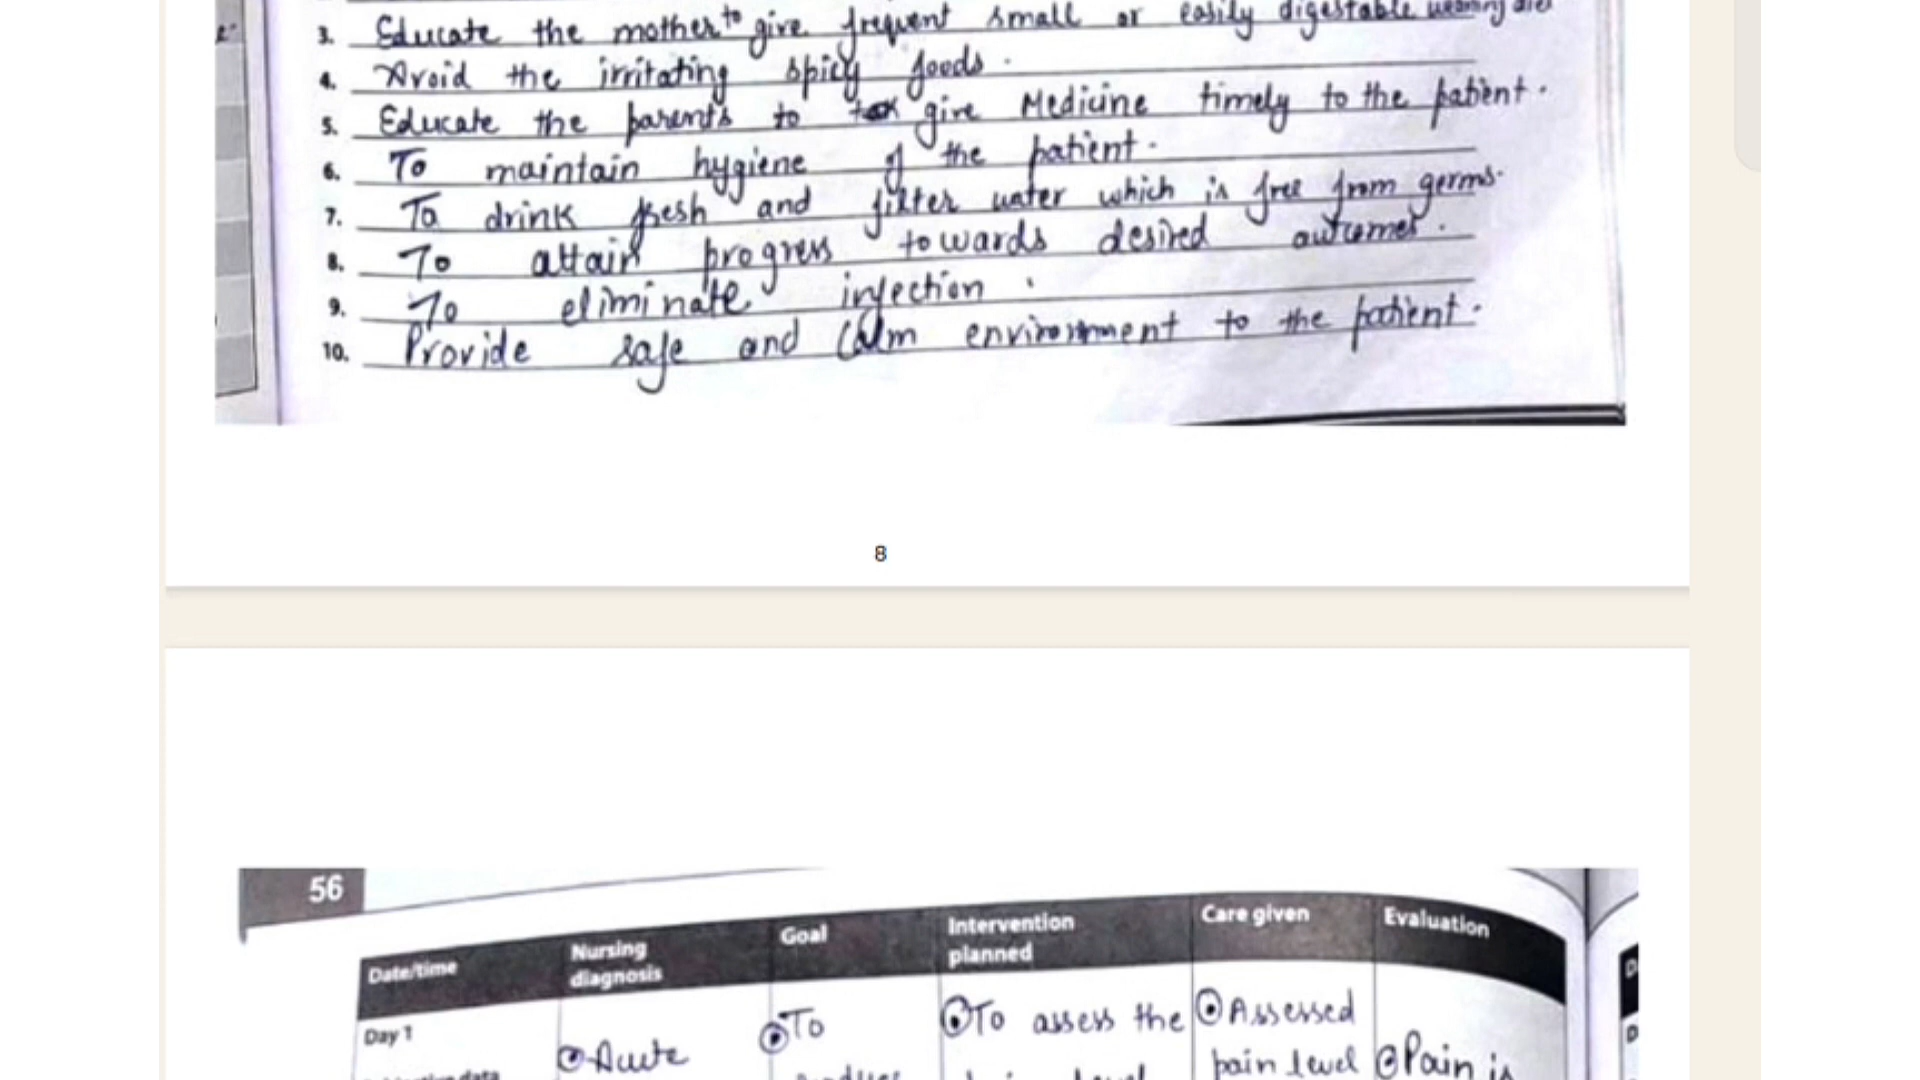 3. Educate the mother to give frequent small or easily digestable weaning diet
4. Avoid the irritating spicy foods.
5. Educate the parents to give Medicine timely to the patient.
6. To maintain hygiene of the patient.
7. To drink fresh and filter water which is free from germs.
8. To attain progress towards desired outcomes.
9. To eliminate infection.
10. Provide safe and calm environment to the patient.
8
56
Date/time Nursing diagnosis Goal Intervention planned Care given Evaluation
Day 1 Acute To To assess the Assessed
data pain level Pain is